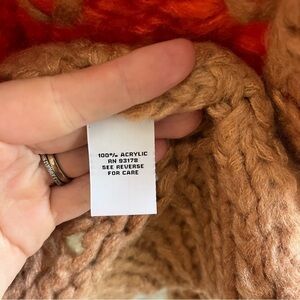 100% ACRYLIC
RN 93178
SEE REVERSE
FOR CARE